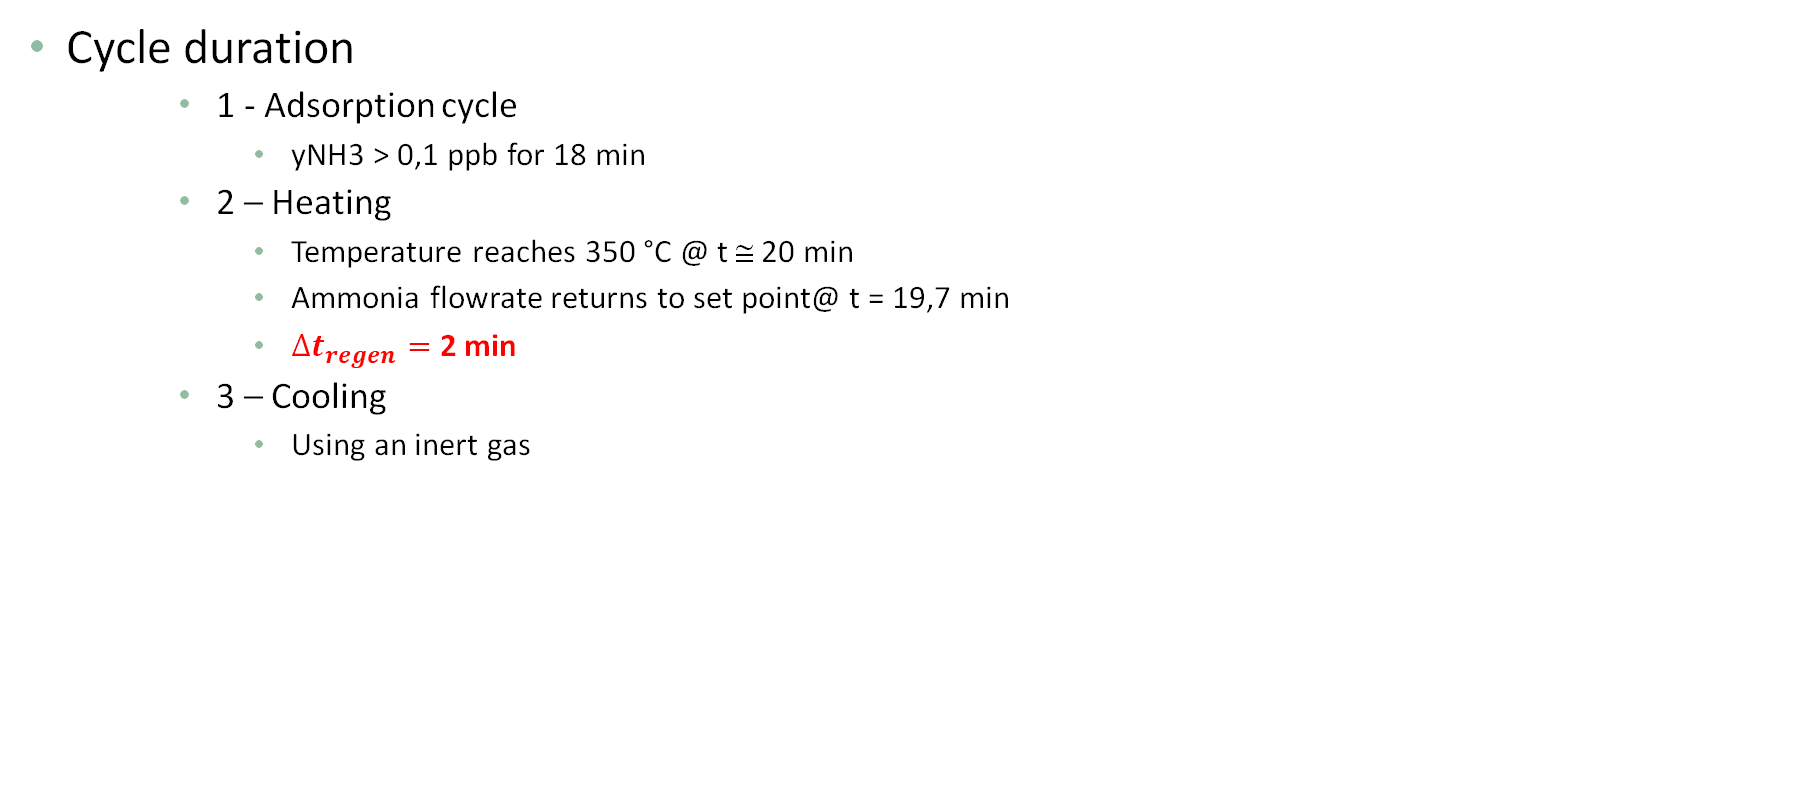 • Cycle duration
• 1 - Adsorption cycle
• yNH3 > 0,1 ppb for 18 min
• 2 – Heating
• Temperature reaches 350 °C @ t ≅ 20 min
• Ammonia flowrate returns to set point@ t = 19,7 min
• Δt_regen = 2 min
• 3 – Cooling
• Using an inert gas